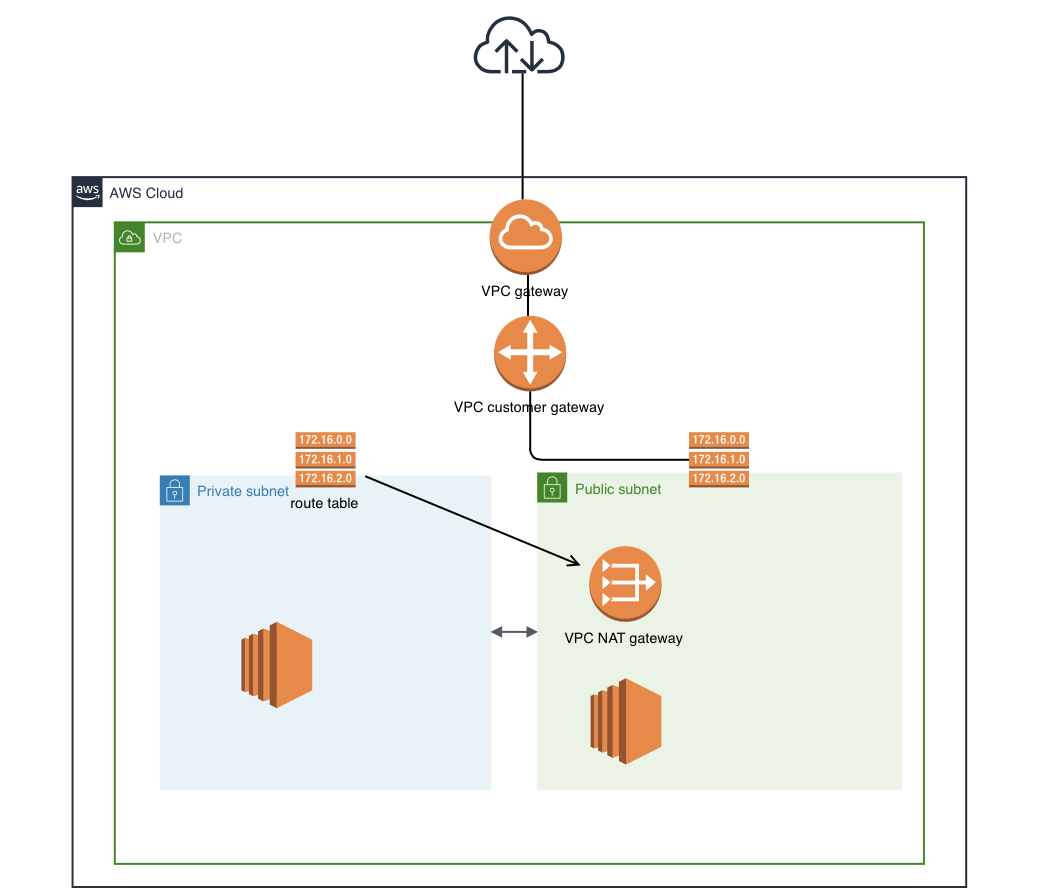 aws
AWS Cloud
VPC
VPC gateway
VPC customer gateway
172.16.0.0
172.16.1.0
172.16.2.0
route table
172.16.0.0
172.16.1.0
172.16.2.0
Private subnet
Public subnet
VPC NAT gateway